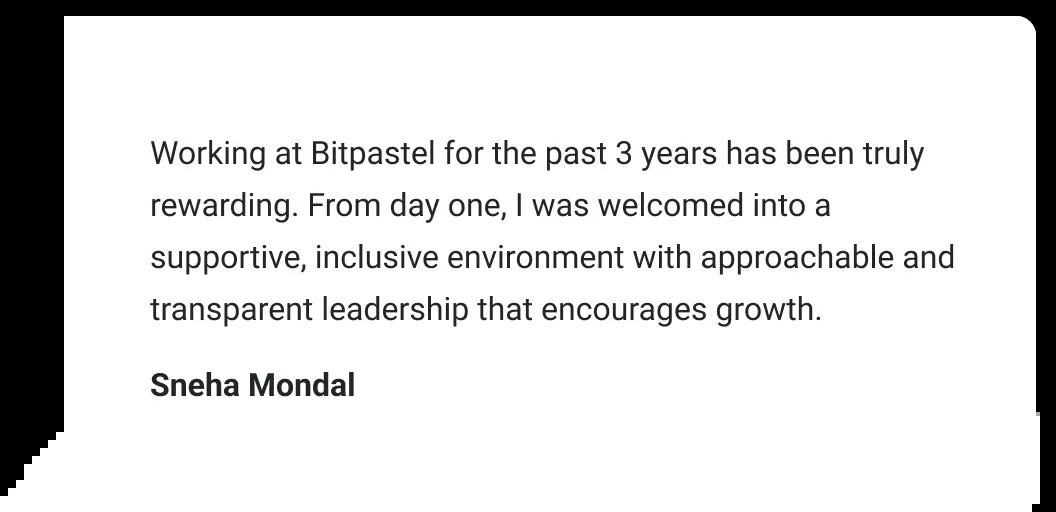 Working at Bitpastel for the past 3 years has been truly
rewarding. From day one, I was welcomed into a
supportive, inclusive environment with approachable and
transparent leadership that encourages growth.
Sneha Mondal